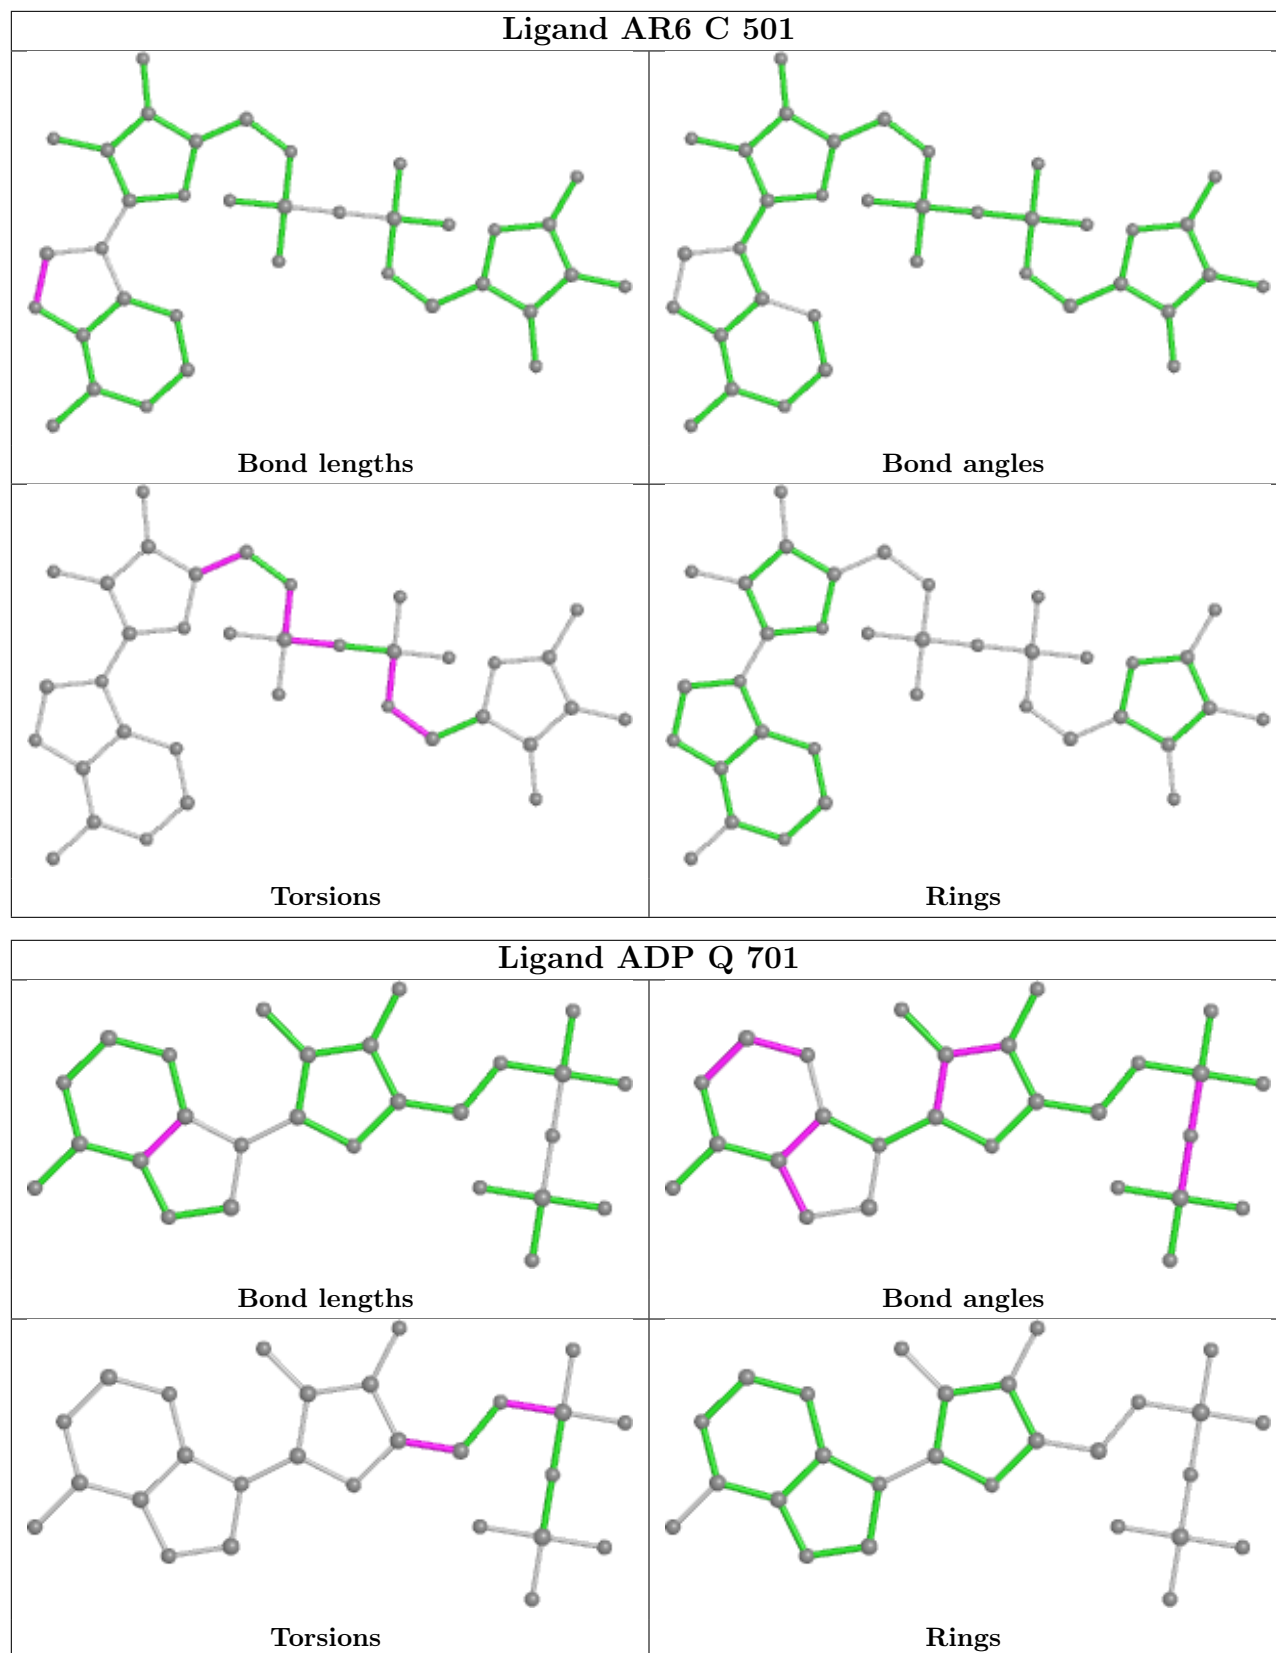 Ligand AR6 C 501
Bond lengths
Bond angles
Torsions
Rings
Ligand ADP Q 701
Bond lengths
Bond angles
Torsions
Rings